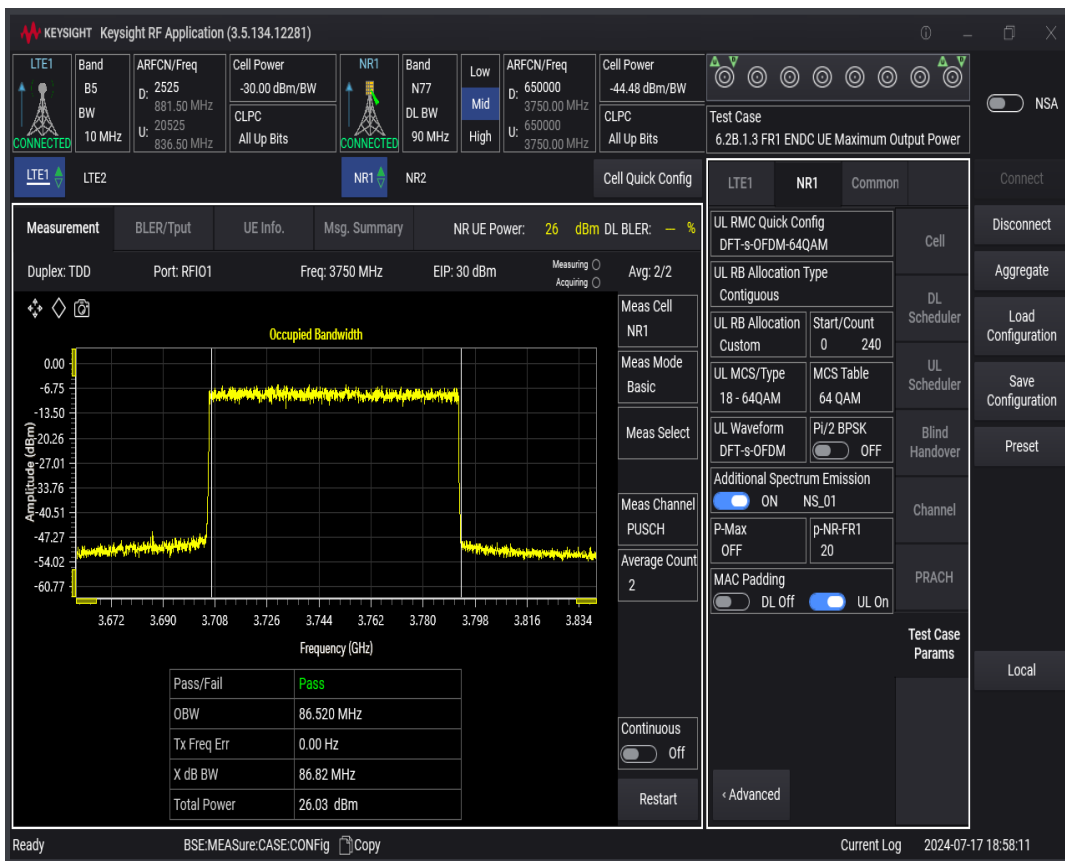 KEYSIGHT Keysight RF Application (3.5.134.12281)
LTE1 Band ARFCN/Freq Cell Power NR1 Band Low ARFCN/Freq Cell Power
B5 D: 2525 -30.00 dBm/BW N77 D: 650000 -44.48 dBm/BW
881.50 MHz 3750.00 MHz
BW CLPC DL BW Mid CLPC Test Case
CONNECTED 10 MHz U: 20525 All Up Bits CONNECTED 90 MHz High U: 650000 All Up Bits 6.2B.1.3 FR1 ENDC UE Maximum Output Power
836.50 MHz 3750.00 MHz
NSA
LTE1 LTE2 NR1 NR2 Cell Quick Config
Measurement BLER/Tput UE Info. Msg. Summary NR UE Power: 26 dBm DL BLER: — %
Duplex: TDD Port: RFIO1 Freq: 3750 MHz EIP: 30 dBm Measuring Avg: 2/2
Acquiring
Occupied Bandwidth
Amplitude (dBm)
0.00
-6.75
-13.50
-20.26
-27.01
-33.76
-40.51
-47.27
-54.02
-60.77
3.672 3.690 3.708 3.726 3.744 3.762 3.780 3.798 3.816 3.834
Frequency (GHz)
Pass/Fail Pass
OBW 86.520 MHz
Tx Freq Err 0.00 Hz
X dB BW 86.82 MHz
Total Power 26.03 dBm
Meas Cell
NR1
Meas Mode
Basic
Meas Select
Meas Channel
PUSCH
Average Count
2
Continuous
Off
Restart
LTE1 NR1 Common
UL RMC Quick Config
DFT-s-OFDM-64QAM
UL RB Allocation Type
Contiguous
UL RB Allocation Start/Count
Custom 0 240
UL MCS/Type MCS Table
18 - 64QAM 64 QAM
UL Waveform Pi/2 BPSK
DFT-s-OFDM OFF
Additional Spectrum Emission
ON NS_01
P-Max p-NR-FR1
OFF 20
MAC Padding
DL Off UL On
‹ Advanced
Cell
DL
Scheduler
UL
Scheduler
Blind
Handover
Channel
PRACH
Test Case
Params
Connect
Disconnect
Aggregate
Load
Configuration
Save
Configuration
Preset
Local
Ready BSE:MEASure:CASE:CONFig Copy Current Log 2024-07-17 18:58:11